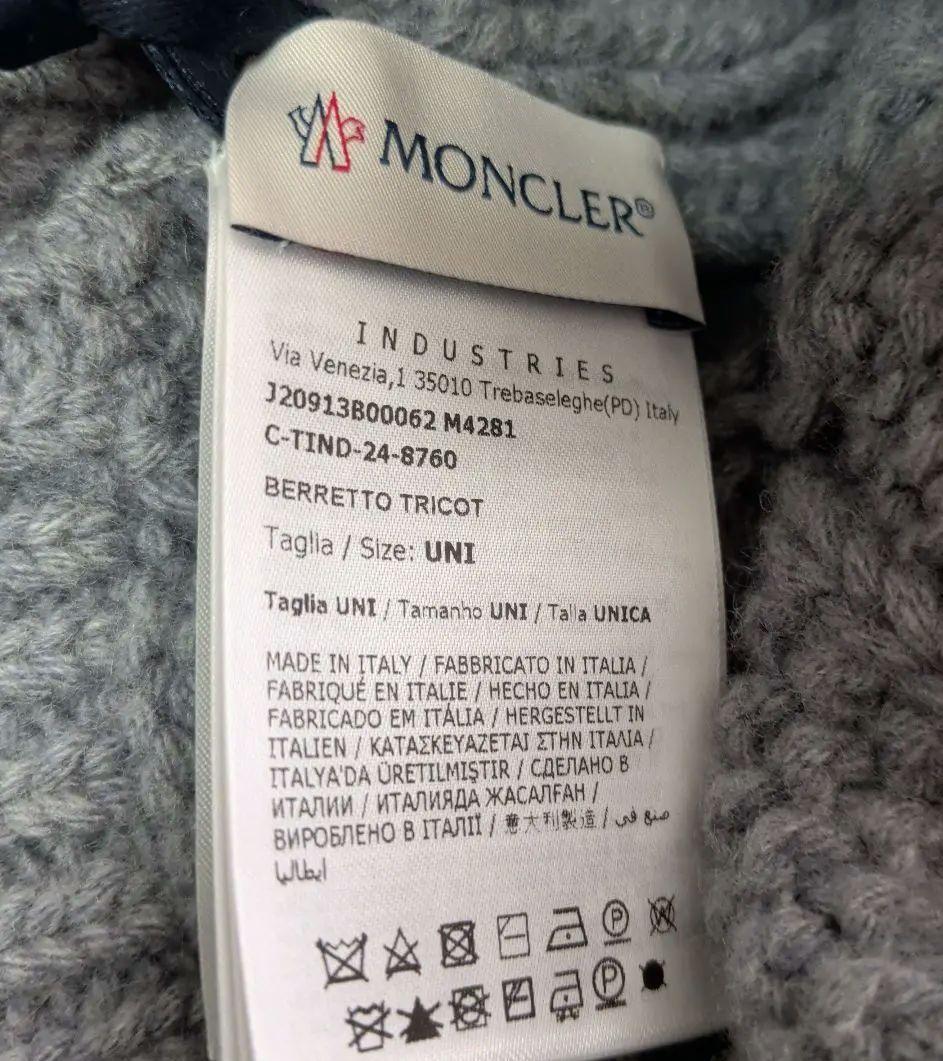 MONCLER®
INDUSTRIES
Via Venezia,1 35010 Trebaseleghe(PD) Italy
J20913B00062 M4281
C-TIND-24-8760
BERRETTO TRICOT
Taglia / Size: UNI
Taglia UNI / Tamanho UNI / Talla UNICA
MADE IN ITALY / FABBRICATO IN ITALIA /
FABRIQUÉ EN ITALIE / HECHO EN ITALIA /
FABRICADO EM ITÁLIA / HERGESTELLT IN
ITALIEN / ΚΑΤΑΣΚΕΥΑΖΕΤΑΙ ΣΤΗΝ ΙΤΑΛΙΑ /
ITALYA'DA ÜRETILMIŞTIR / СДЕЛАНО В
ИТАЛИИ / ИТАЛИЯДА ЖАСАЛҒАН /
ВИРОБЛЕНО В ІТАЛІЇ / 意大利製造 / صنع في
ايطاليا
P
W
P